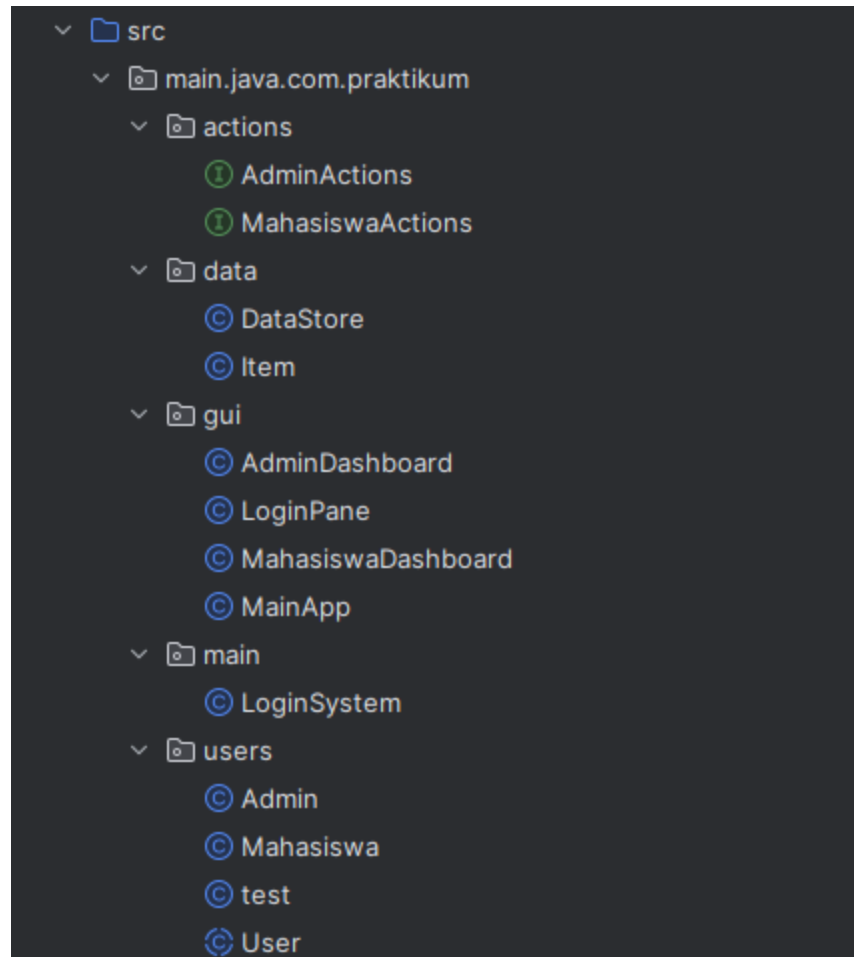 src
main.java.com.praktikum
actions
AdminActions
MahasiswaActions
data
DataStore
Item
gui
AdminDashboard
LoginPane
MahasiswaDashboard
MainApp
main
LoginSystem
users
Admin
Mahasiswa
test
User